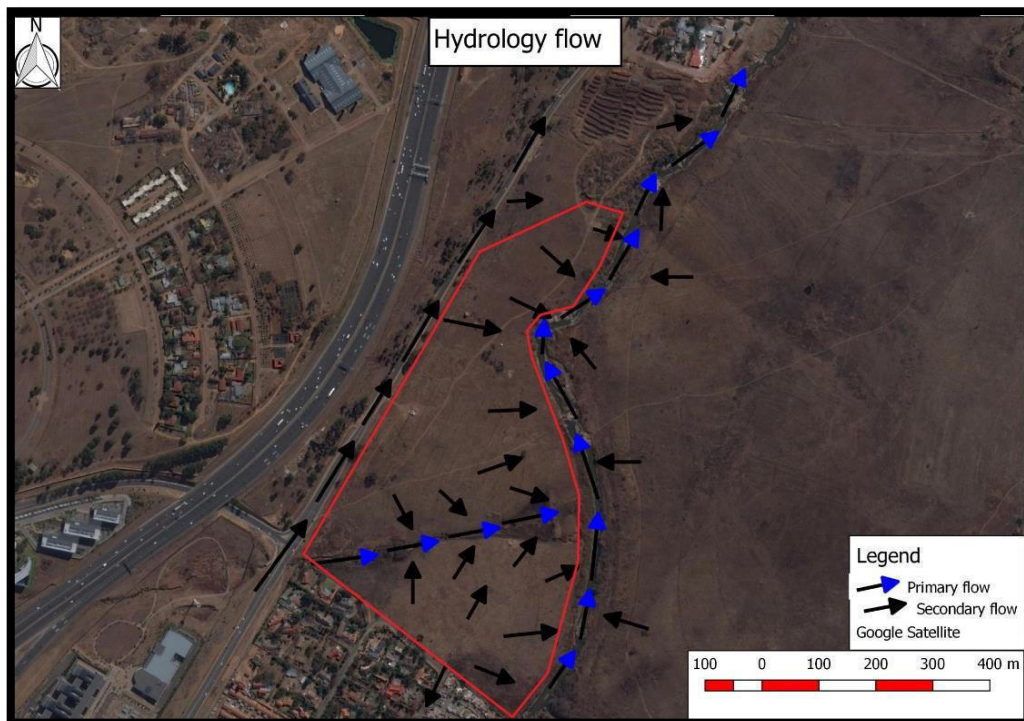 N
Hydrology flow
Legend
Primary flow
Secondary flow
Google Satellite
100 0 100 200 300 400 m